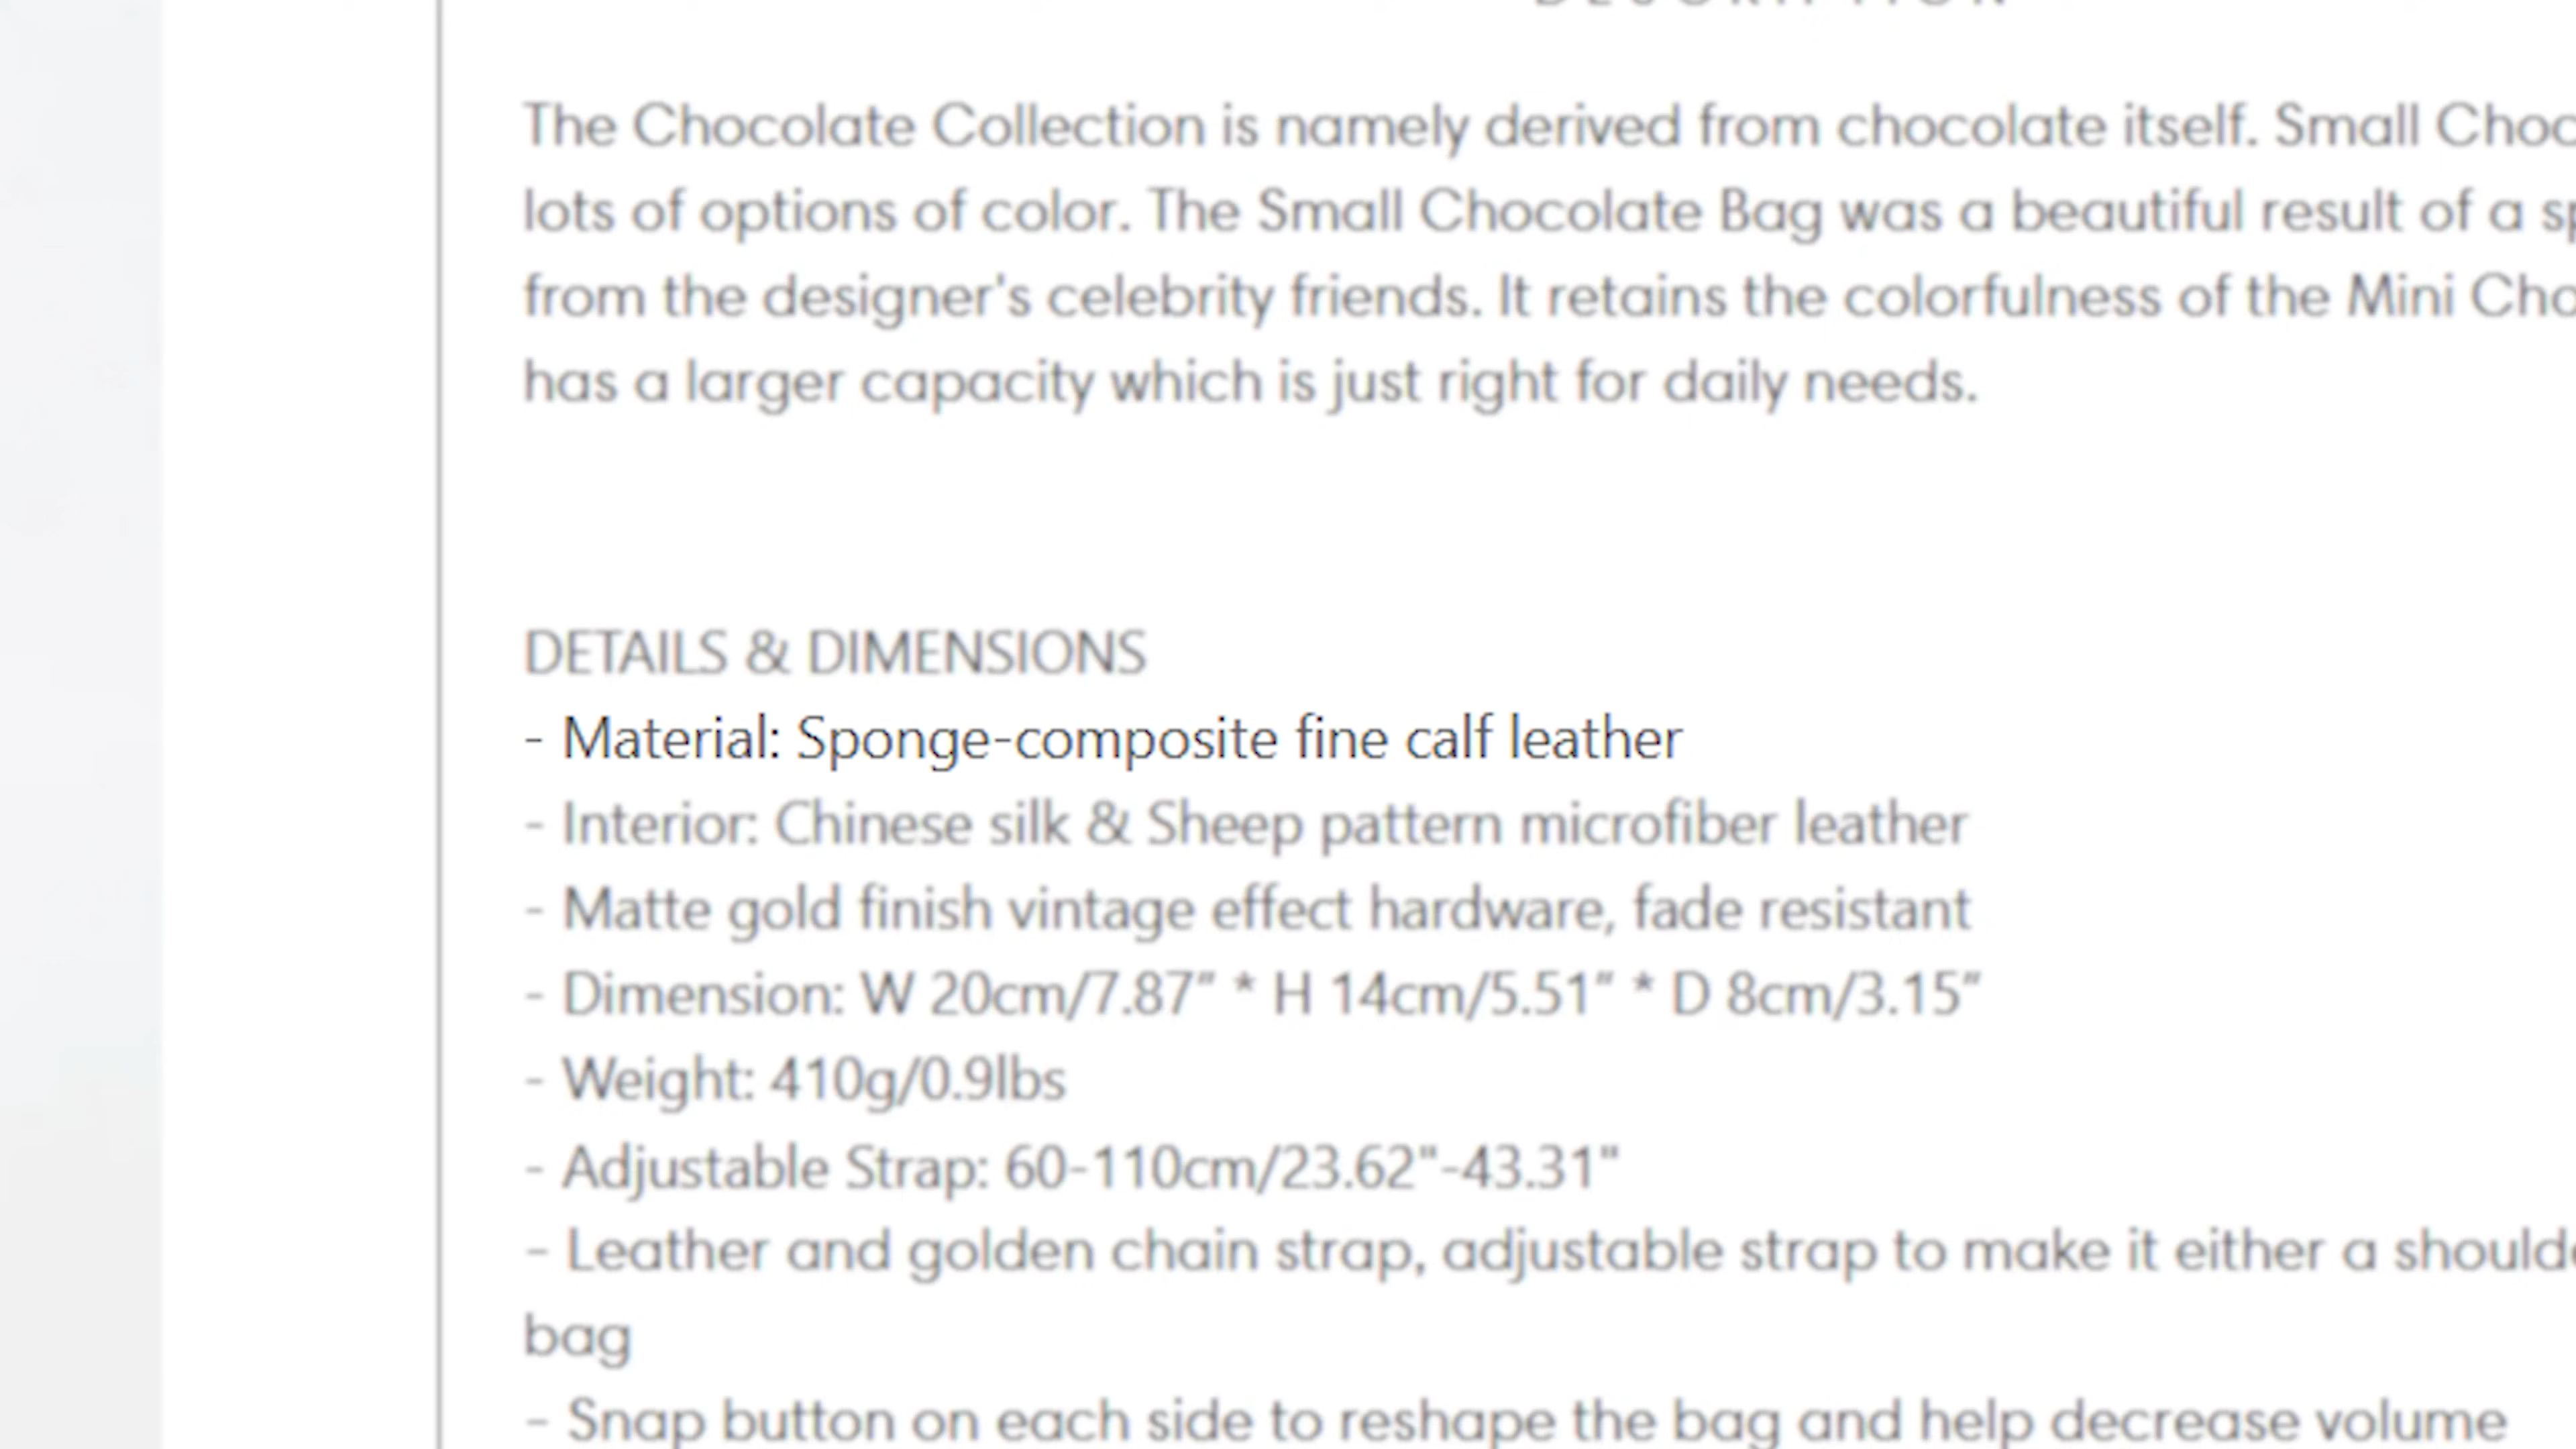 DESCRIPTION
The Chocolate Collection is namely derived from chocolate itself. Small Choc
lots of options of color. The Small Chocolate Bag was a beautiful result of a sp
from the designer's celebrity friends. It retains the colorfulness of the Mini Cho
has a larger capacity which is just right for daily needs.
DETAILS & DIMENSIONS
- Material: Sponge-composite fine calf leather
- Interior: Chinese silk & Sheep pattern microfiber leather
- Matte gold finish vintage effect hardware, fade resistant
- Dimension: W 20cm/7.87” * H 14cm/5.51” * D 8cm/3.15”
- Weight: 410g/0.9lbs
- Adjustable Strap: 60-110cm/23.62"-43.31"
- Leather and golden chain strap, adjustable strap to make it either a shoulde
bag
- Snap button on each side to reshape the bag and help decrease volume